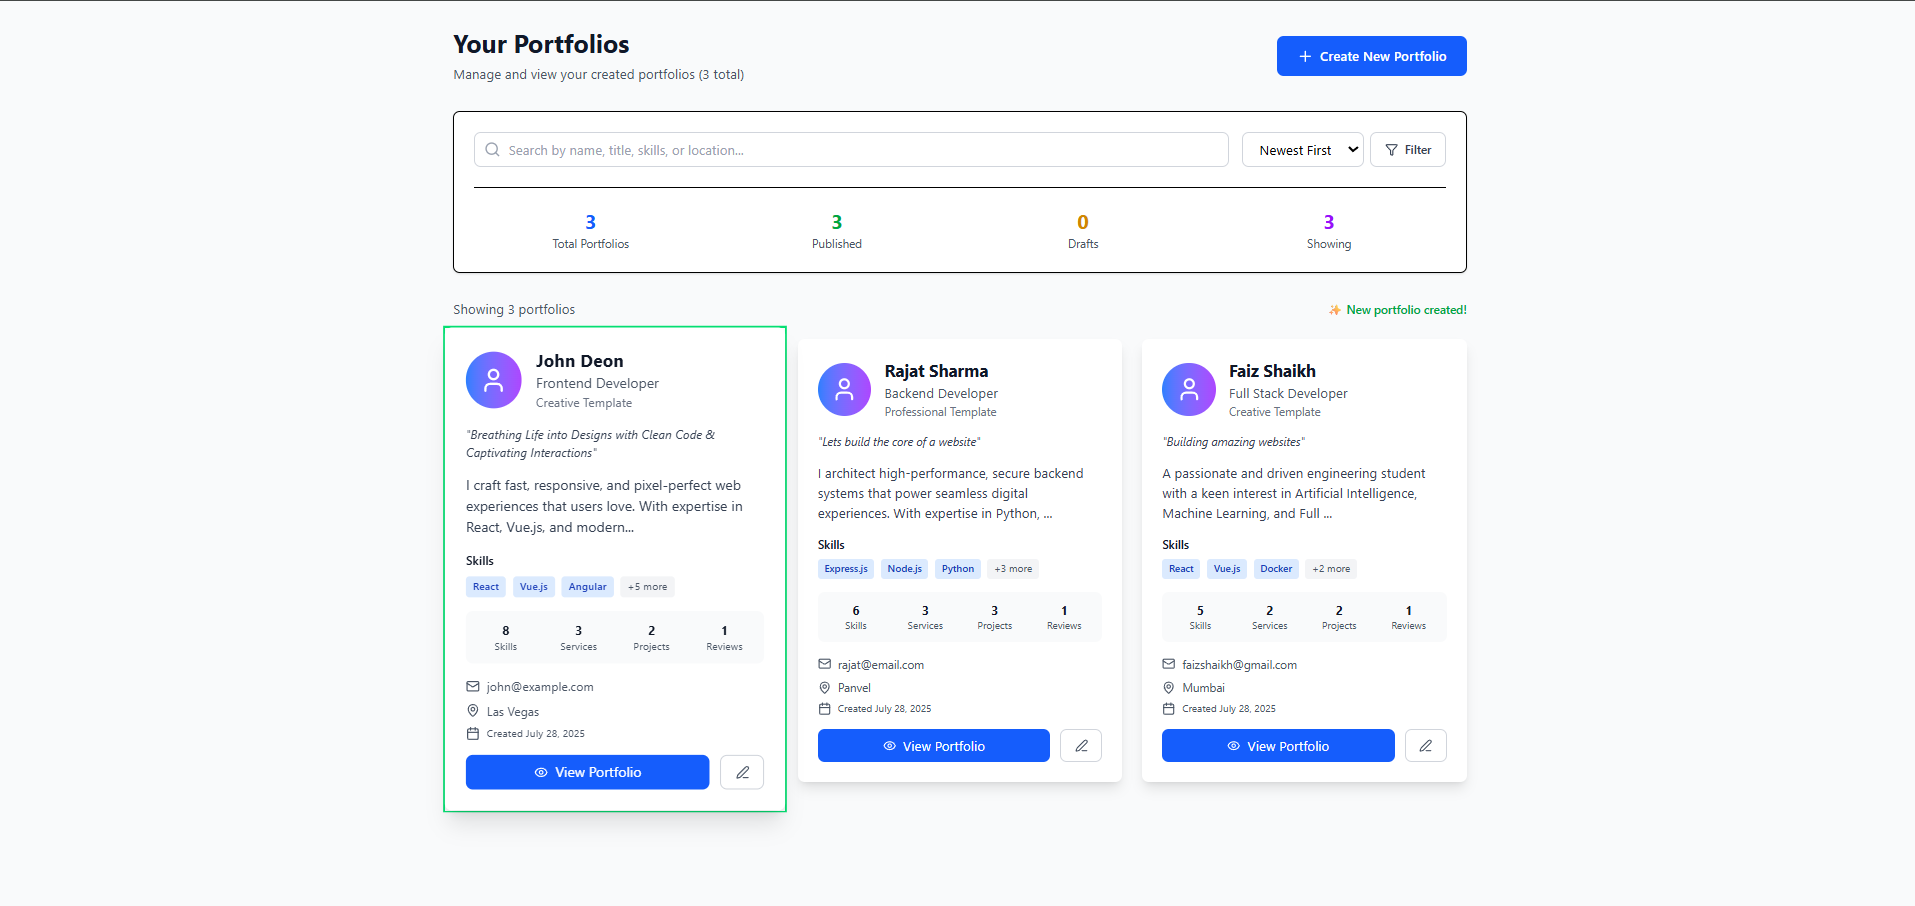 Your Portfolios
Manage and view your created portfolios (3 total)
Create New Portfolio
Search by name, title, skills, or location...
Newest First
Filter
3
Total Portfolios
3
Published
0
Drafts
3
Showing
Showing 3 portfolios
✨ New portfolio created!
John Deon
Frontend Developer
Creative Template
"Breathing Life into Designs with Clean Code &
Captivating Interactions"
I craft fast, responsive, and pixel-perfect web
experiences that users love. With expertise in
React, Vue.js, and modern...
Skills
React Vue.js Angular +5 more
8 3 2 1
Skills Services Projects Reviews
john@example.com
Las Vegas
Created July 28, 2025
View Portfolio
Rajat Sharma
Backend Developer
Professional Template
"Lets build the core of a website"
I architect high-performance, secure backend
systems that power seamless digital
experiences. With expertise in Python, ...
Skills
Express.js Node.js Python +3 more
6 3 3 1
Skills Services Projects Reviews
rajat@email.com
Panvel
Created July 28, 2025
View Portfolio
Faiz Shaikh
Full Stack Developer
Creative Template
"Building amazing websites"
A passionate and driven engineering student
with a keen interest in Artificial Intelligence,
Machine Learning, and Full ...
Skills
React Vue.js Docker +2 more
5 2 2 1
Skills Services Projects Reviews
faizshaikh@gmail.com
Mumbai
Created July 28, 2025
View Portfolio